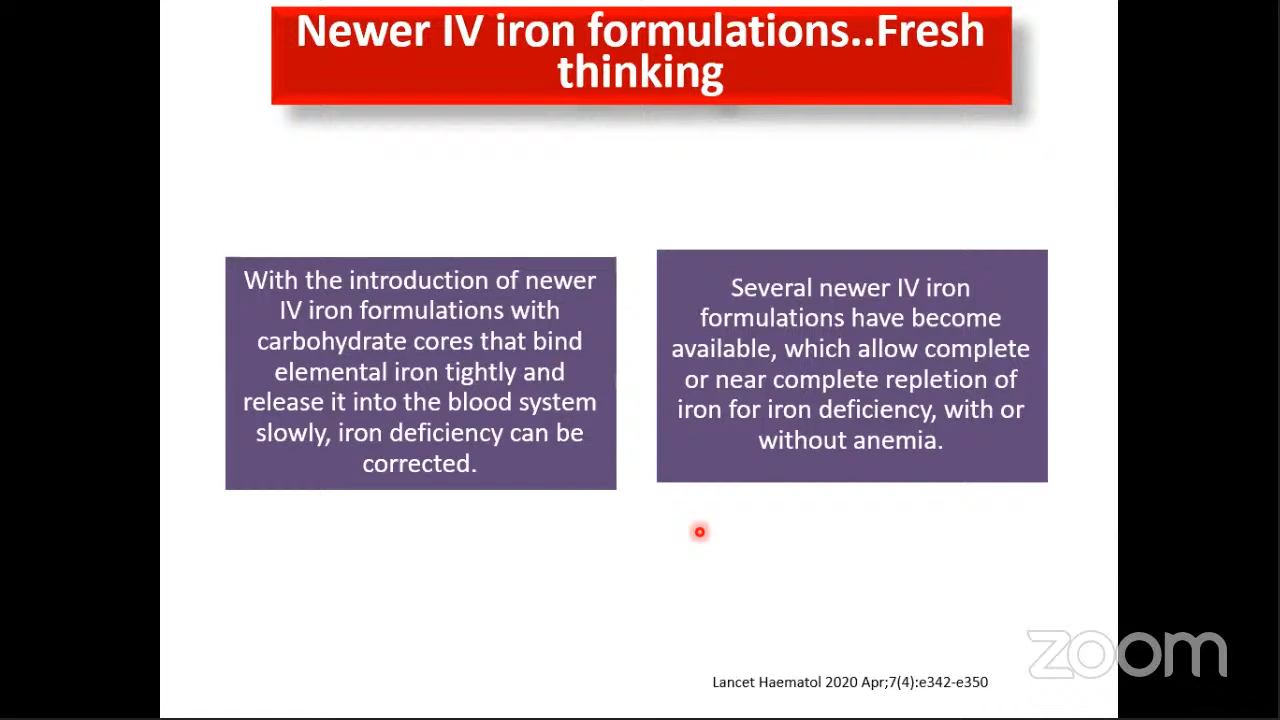 Newer IV iron formulations..Fresh
thinking
With the introduction of newer
IV iron formulations with
carbohydrate cores that bind
elemental iron tightly and
release it into the blood system
slowly, iron deficiency can be
corrected.
Several newer IV iron
formulations have become
available, which allow complete
or near complete repletion of
iron for iron deficiency, with or
without anemia.
zoom
Lancet Haematol 2020 Apr;7(4):e342-e350